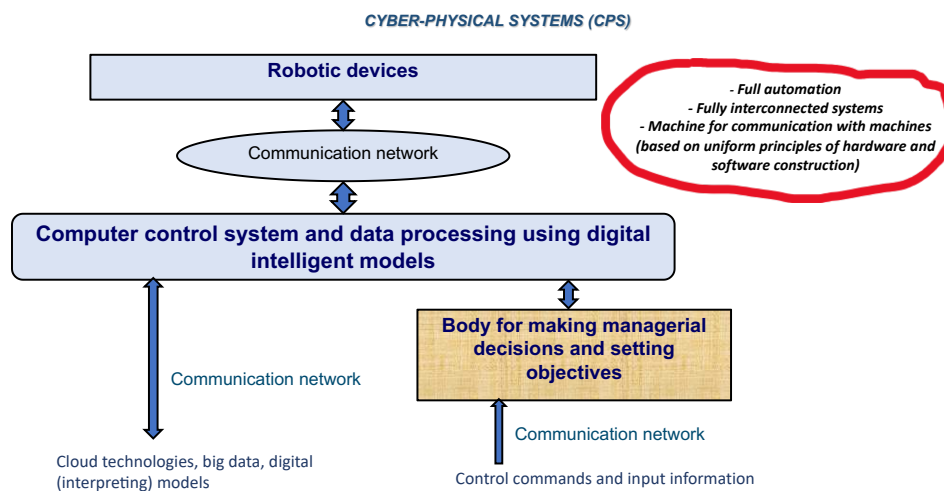 CYBER-PHYSICAL SYSTEMS (CPS)
Robotic devices
- Full automation
- Fully interconnected systems
- Machine for communication with machines
(based on uniform principles of hardware and
software construction)
Communication network
Computer control system and data processing using digital
intelligent models
Body for making managerial
decisions and setting
objectives
Communication network
Communication network
Cloud technologies, big data, digital
(interpreting) models
Control commands and input information